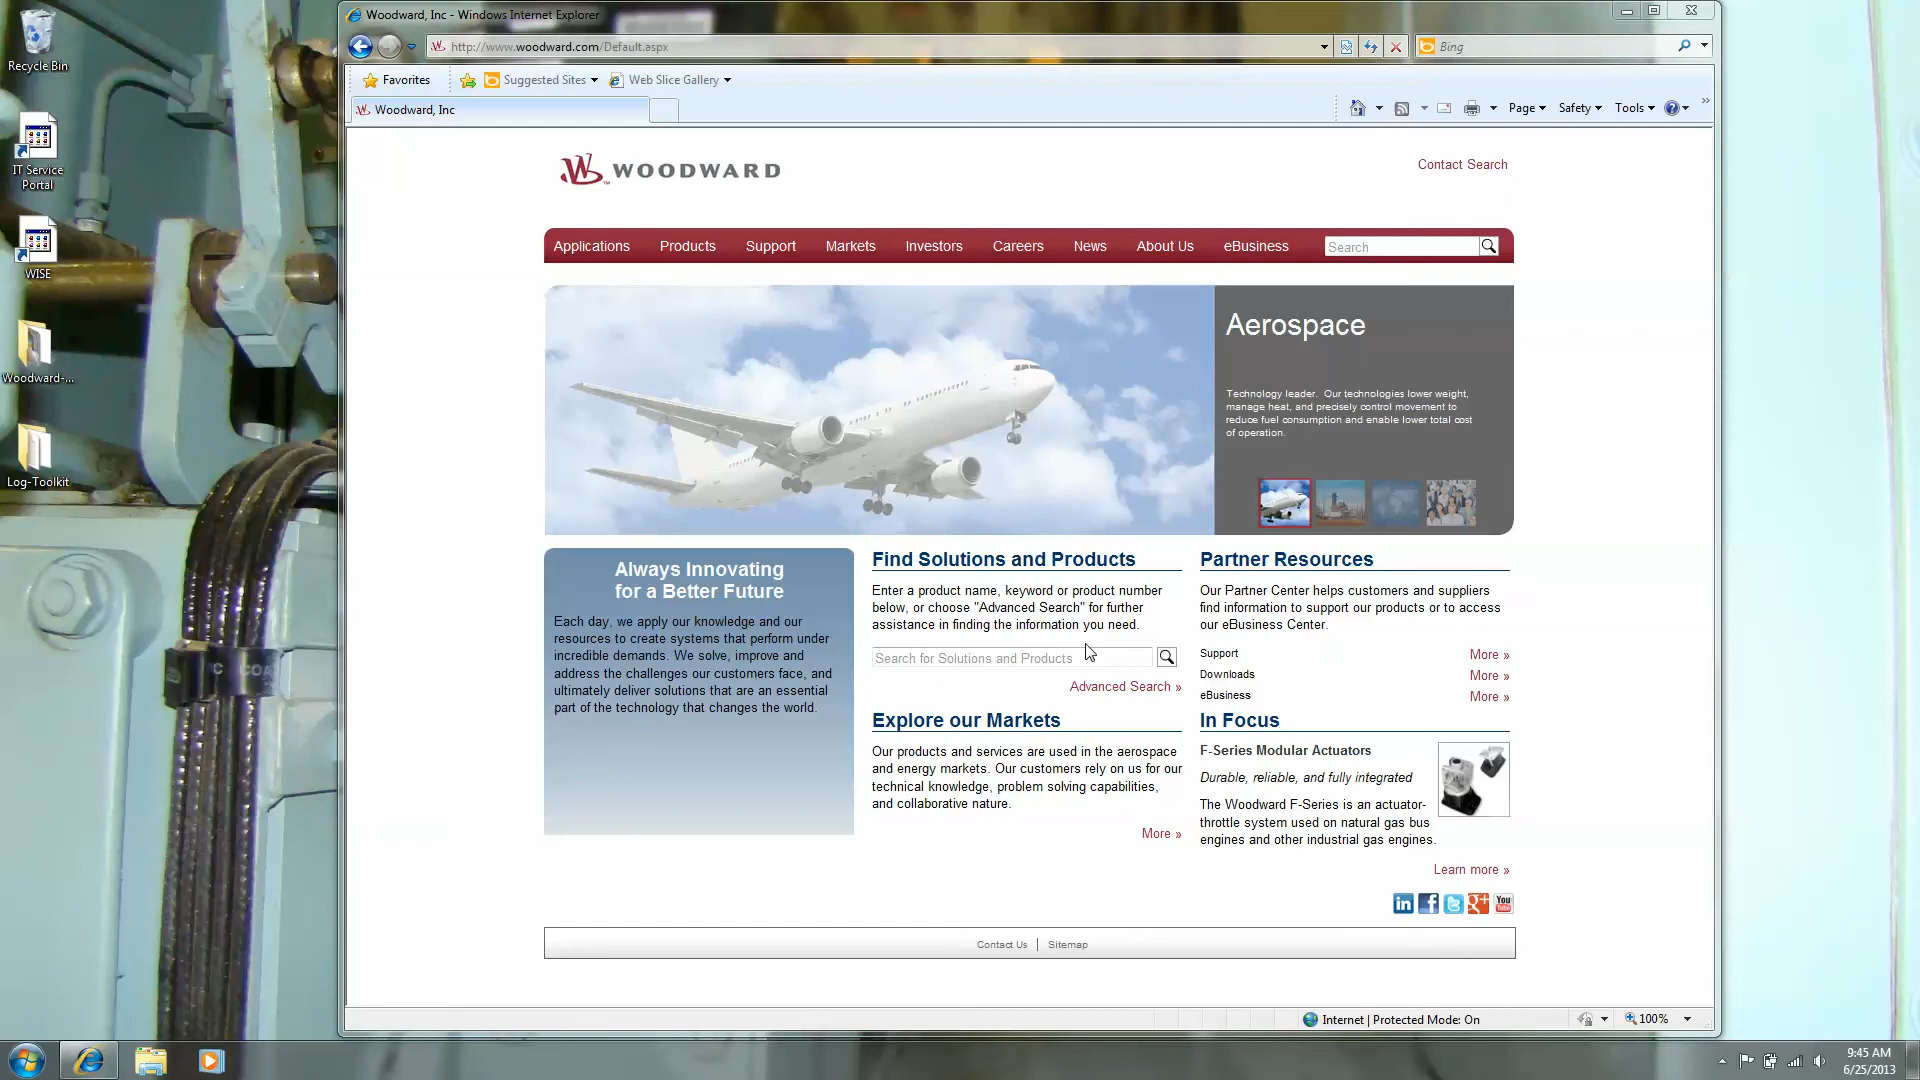 Recycle Bin
IT Service
Portal
WISE
Woodward-...
Log-Toolkit
Woodward, Inc - Windows Internet Explorer
http://www.woodward.com/Default.aspx
Bing
Favorites
Suggested Sites
Web Slice Gallery
Woodward, Inc
Page
Safety
Tools
WOODWARD
Contact Search
Applications Products Support Markets Investors Careers News About Us eBusiness Search
Aerospace
Technology leader. Our technologies lower weight,
manage heat, and precisely control movement to
reduce fuel consumption and enable lower total cost
of operation.
Always Innovating
for a Better Future
Each day, we apply our knowledge and our
resources to create systems that perform under
incredible demands. We solve, improve and
address the challenges our customers face, and
ultimately deliver solutions that are an essential
part of the technology that changes the world.
Find Solutions and Products
Enter a product name, keyword or product number
below, or choose "Advanced Search" for further
assistance in finding the information you need.
Search for Solutions and Products
Advanced Search »
Explore our Markets
Our products and services are used in the aerospace
and energy markets. Our customers rely on us for our
technical knowledge, problem solving capabilities,
and collaborative nature.
More »
Partner Resources
Our Partner Center helps customers and suppliers
find information to support our products or to access
our eBusiness Center.
Support More »
Downloads More »
eBusiness More »
In Focus
F-Series Modular Actuators
Durable, reliable, and fully integrated
The Woodward F-Series is an actuator-
throttle system used on natural gas bus
engines and other industrial gas engines.
Learn more »
in f t g+ You Tube
Contact Us | Sitemap
Internet | Protected Mode: On
100%
9:45 AM
6/25/2013